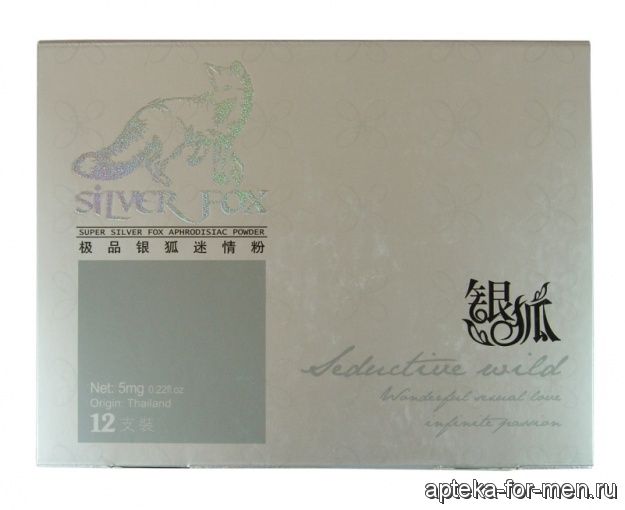 SiLVER FOX
SUPER SILVER FOX APHRODISIAC POWDER
极品银狐迷情粉
银狐
Seductive wild
Wonderful sexual love
infinite passion
Net: 5mg 0.22fl.oz
Origin: Thailand
12支裝
apteka-for-men.ru